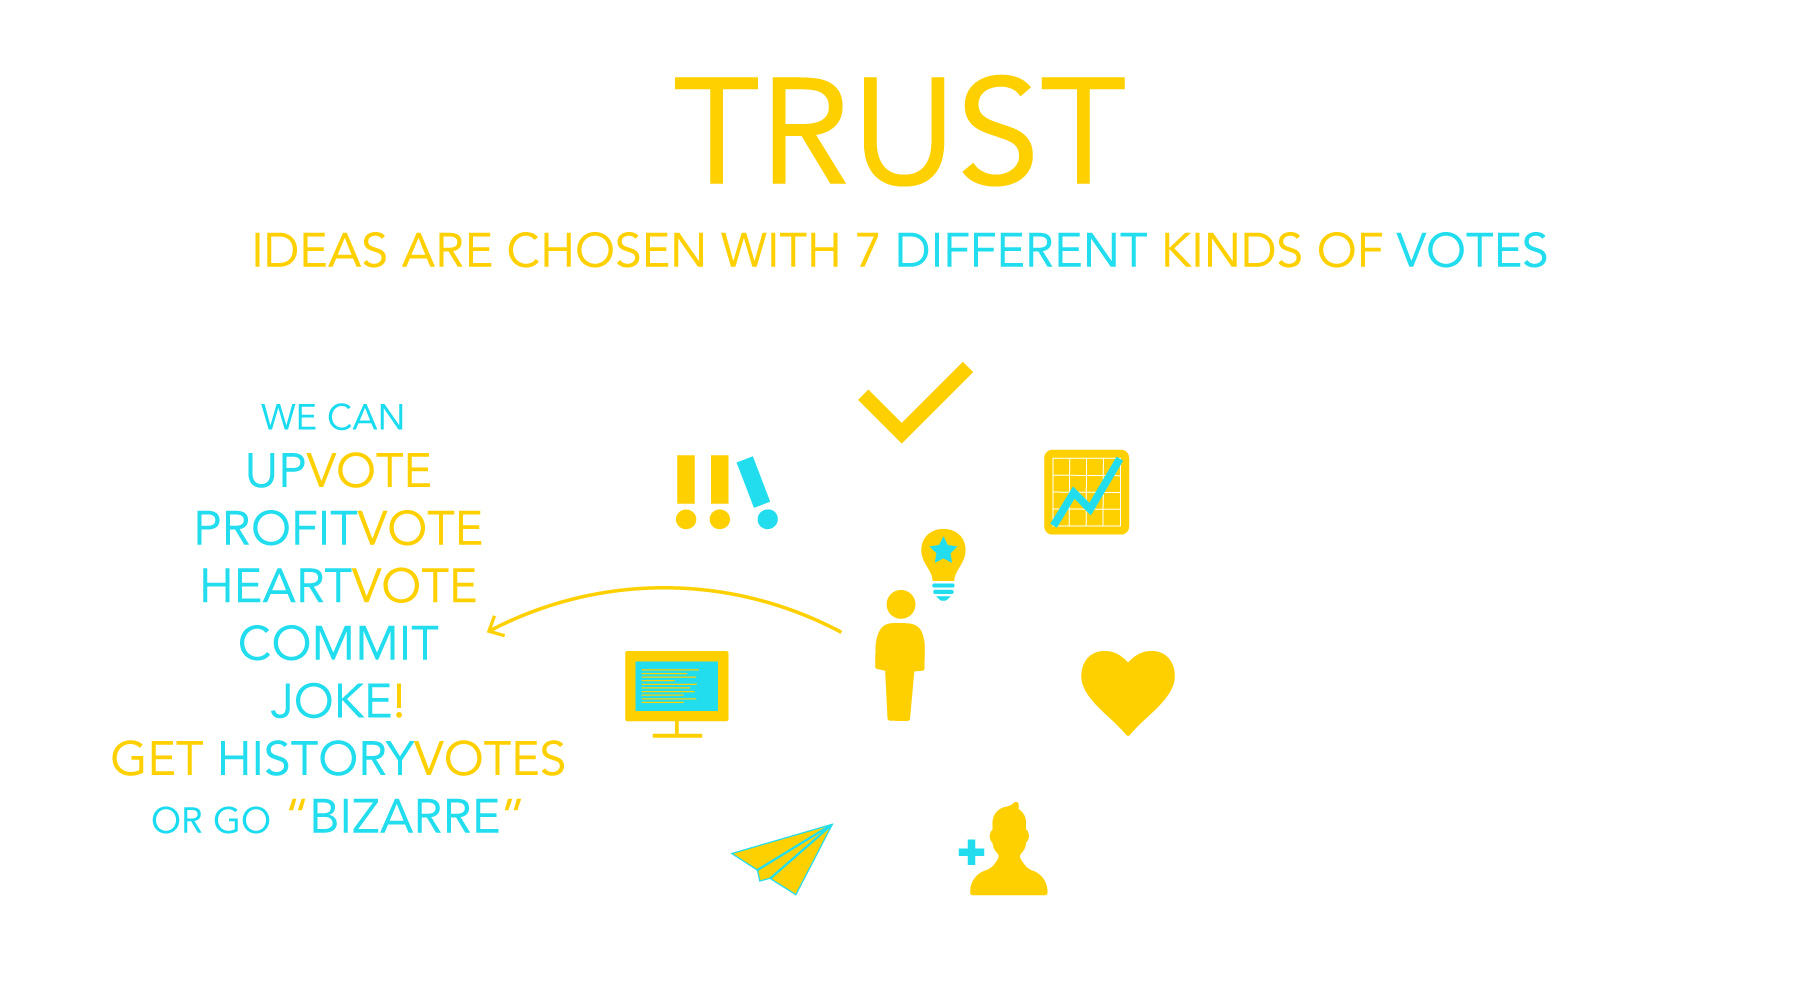 TRUST
IDEAS ARE CHOSEN WITH 7 DIFFERENT KINDS OF VOTES
WE CAN
UPVOTE
PROFITVOTE
HEARTVOTE
COMMIT
JOKE!
GET HISTORYVOTES
OR GO “BIZARRE”